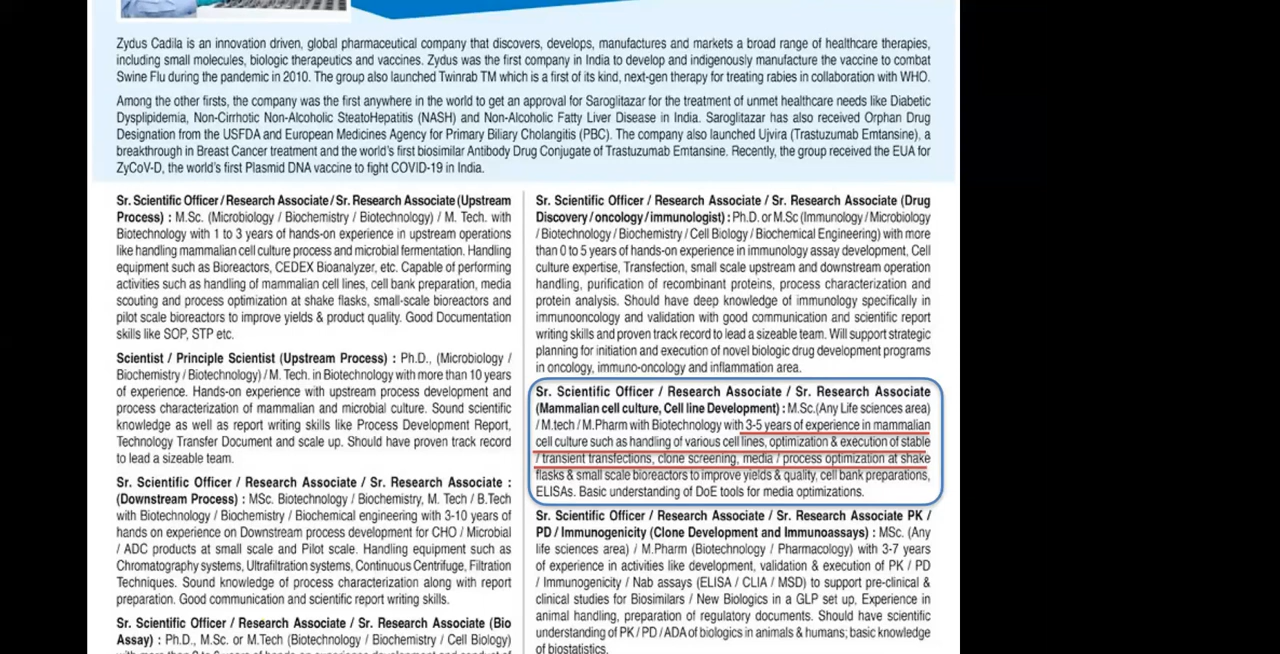 Zydus Cadila is an innovation driven, global pharmaceutical company that discovers, develops, manufactures and markets a broad range of healthcare therapies,
including small molecules, biologic therapeutics and vaccines. Zydus was the first company in India to develop and indigenously manufacture the vaccine to combat
Swine Flu during the pandemic in 2010. The group also launched Twinrab TM which is a first of its kind, next-gen therapy for treating rabies in collaboration with WHO.
Among the other firsts, the company was the first anywhere in the world to get an approval for Saroglitazar for the treatment of unmet healthcare needs like Diabetic
Dysplipidemia, Non-Cirrhotic Non-Alcoholic SteatoHepatitis (NASH) and Non-Alcoholic Fatty Liver Disease in India. Saroglitazar has also received Orphan Drug
Designation from the USFDA and European Medicines Agency for Primary Biliary Cholangitis (PBC). The company also launched Ujvira (Trastuzumab Emtansine), a
breakthrough in Breast Cancer treatment and the world's first biosimilar Antibody Drug Conjugate of Trastuzumab Emtansine. Recently, the group received the EUA for
ZyCoV-D, the world's first Plasmid DNA vaccine to fight COVID-19 in India.
Sr. Scientific Officer / Research Associate / Sr. Research Associate (Upstream
Process) : M.Sc. (Microbiology / Biochemistry / Biotechnology) / M. Tech. with
Biotechnology with 1 to 3 years of hands-on experience in upstream operations
like handling mammalian cell culture process and microbial fermentation. Handling
equipment such as Bioreactors, CEDEX Bioanalyzer, etc. Capable of performing
activities such as handling of mammalian cell lines, cell bank preparation, media
scouting and process optimization at shake flasks, small-scale bioreactors and
pilot scale bioreactors to improve yields & product quality. Good Documentation
skills like SOP, STP etc.
Scientist / Principle Scientist (Upstream Process) : Ph.D., (Microbiology /
Biochemistry / Biotechnology) / M. Tech. in Biotechnology with more than 10 years
of experience. Hands-on experience with upstream process development and
process characterization of mammalian and microbial culture. Sound scientific
knowledge as well as report writing skills like Process Development Report,
Technology Transfer Document and scale up. Should have proven track record
to lead a sizeable team.
Sr. Scientific Officer / Research Associate / Sr. Research Associate :
(Downstream Process) : MSc. Biotechnology / Biochemistry, M. Tech / B.Tech
with Biotechnology / Biochemistry / Biochemical engineering with 3-10 years of
hands on experience on Downstream process development for CHO / Microbial
/ ADC products at small scale and Pilot scale. Handling equipment such as
Chromatography systems, Ultrafiltration systems, Continuous Centrifuge, Filtration
Techniques. Sound knowledge of process characterization along with report
preparation. Good communication and scientific report writing skills.
Sr. Scientific Officer / Research Associate / Sr. Research Associate (Bio
Assay) : Ph.D., M.Sc. or M.Tech (Biotechnology / Biochemistry / Cell Biology)
Sr. Scientific Officer / Research Associate / Sr. Research Associate (Drug
Discovery / oncology / immunologist) : Ph.D. or M.Sc (Immunology / Microbiology
/ Biotechnology / Biochemistry / Cell Biology / Biochemical Engineering) with more
than 0 to 5 years of hands-on experience in immunology assay development, Cell
culture expertise, Transfection, small scale upstream and downstream operation
handling, purification of recombinant proteins, process characterization and
protein analysis. Should have deep knowledge of immunology specifically in
immunooncology and validation with good communication and scientific report
writing skills and proven track record to lead a sizeable team. Will support strategic
planning for initiation and execution of novel biologic drug development programs
in oncology, immuno-oncology and inflammation area.
Sr. Scientific Officer / Research Associate / Sr. Research Associate
(Mammalian cell culture, Cell line Development) : M.Sc.(Any Life sciences area)
/ M.tech / M.Pharm with Biotechnology with 3-5 years of experience in mammalian
cell culture such as handling of various cell lines, optimization & execution of stable
/ transient transfections, clone screening, media / process optimization at shake
flasks & small scale bioreactors to improve yields & quality, cell bank preparations,
ELISAs. Basic understanding of DoE tools for media optimizations.
Sr. Scientific Officer / Research Associate / Sr. Research Associate PK /
PD / Immunogenicity (Clone Development and Immunoassays) : MSc. (Any
life sciences area) / M.Pharm (Biotechnology / Pharmacology) with 3-7 years
of experience in activities like development, validation & execution of PK / PD
/ Immunogenicity / Nab assays (ELISA / CLIA / MSD) to support pre-clinical &
clinical studies for Biosimilars / New Biologics in a GLP set up, Experience in
animal handling, preparation of regulatory documents. Should have scientific
understanding of PK / PD / ADA of biologics in animals & humans; basic knowledge
of biostatistics.